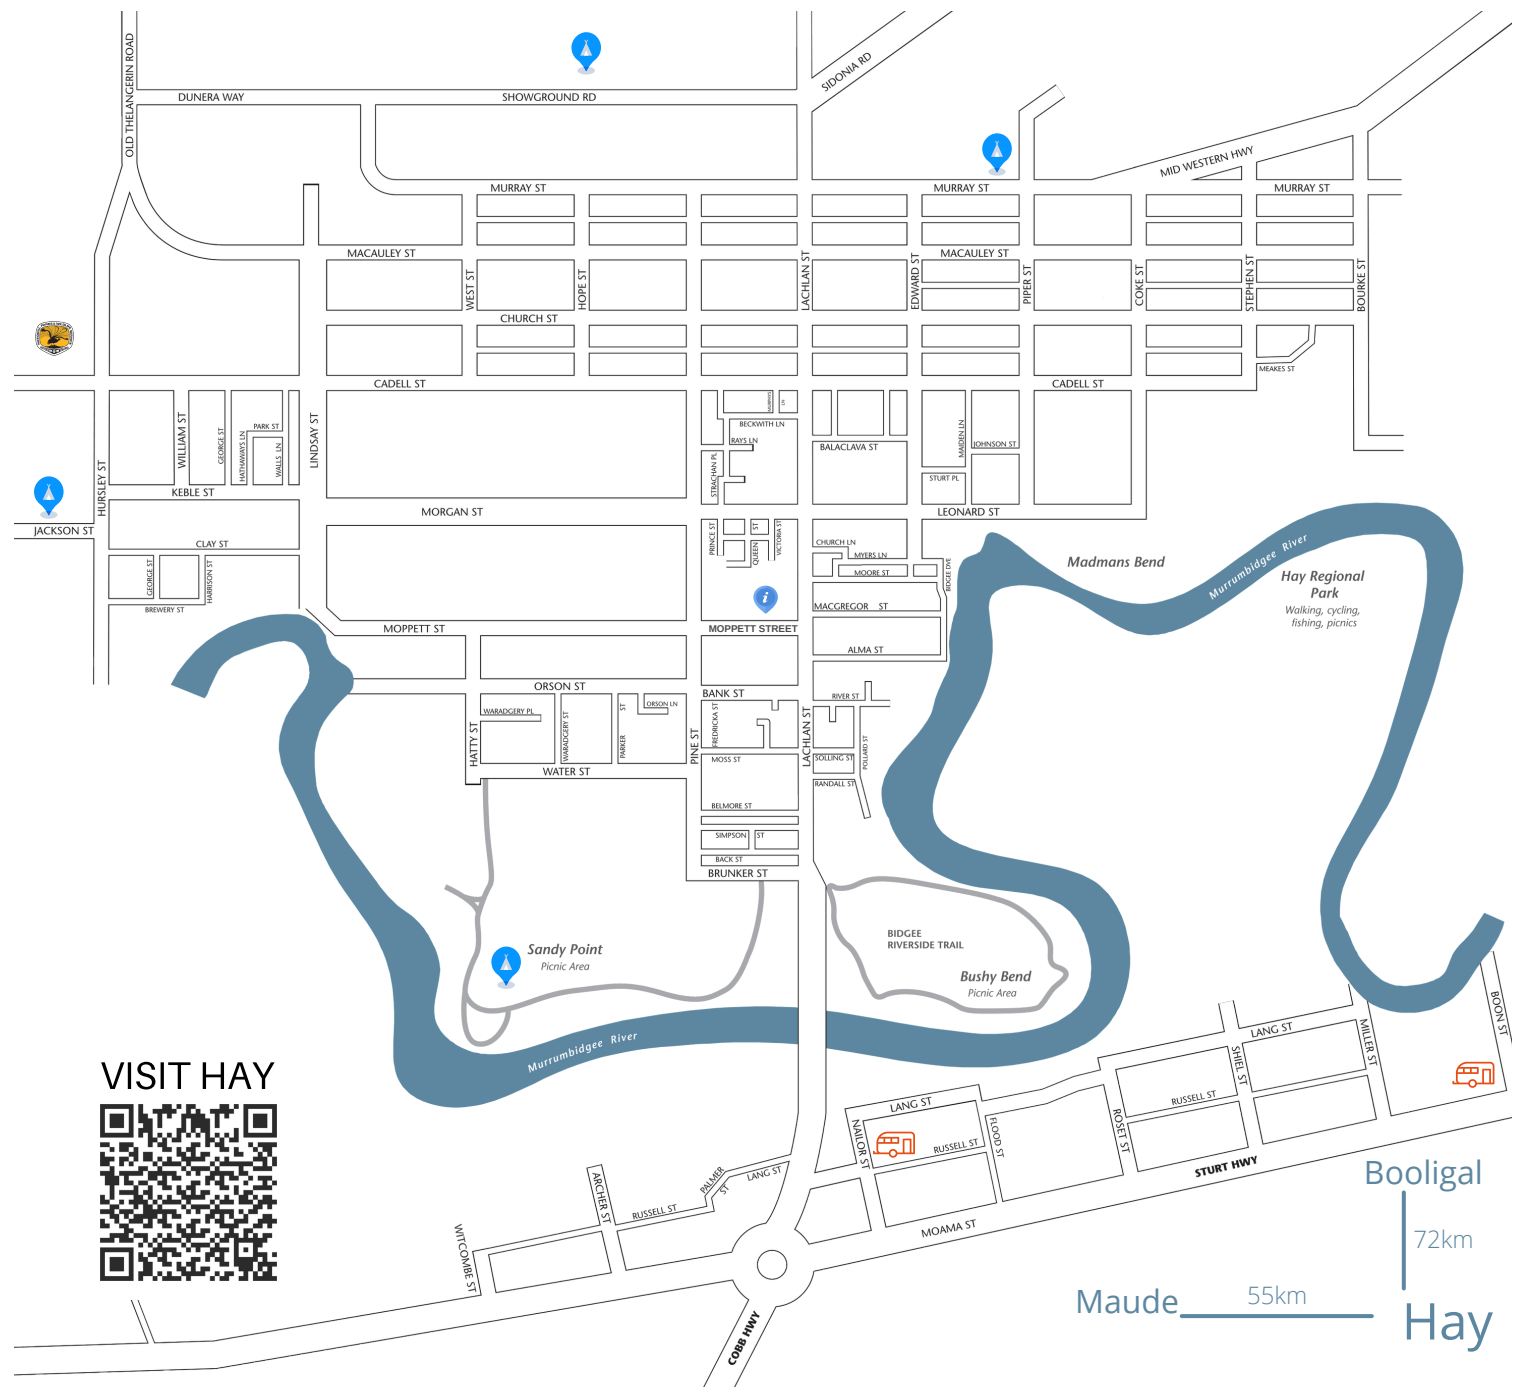 OLD THELANGERIN ROAD
DUNERA WAY
SHOWGROUND RD
SIDONIA RD
MID WESTERN HWY
MURRAY ST
MURRAY ST
MURRAY ST
MACAULEY ST
MACAULEY ST
WEST ST
HOPE ST
LACHLAN ST
EDWARD ST
PIPER ST
COKE ST
STEPHEN ST
BOURKE ST
CHURCH ST
MEAKES ST
CADELL ST
CADELL ST
HURSLEY ST
WILLIAM ST
GEORGE ST
HATHAWAYS LN
PARK ST
WALLS LN
LINDSAY ST
BECKWITH LN
RAYS LN
STRACHAN PL
BALACLAVA ST
MAIDEN LN
JOHNSON ST
STURT PL
KEBLE ST
MORGAN ST
LEONARD ST
JACKSON ST
CLAY ST
GEORGE ST
HARRISON ST
BREWERY ST
PRINCE ST
QUEEN ST
VICTORIA ST
CHURCH LN
MYERS LN
MOORE ST
BIDGEE DVE
MACGREGOR ST
Madmans Bend
Murrumbidgee River
Hay Regional
Park
Walking, cycling,
fishing, picnics
MOPPETT ST
MOPPETT STREET
ALMA ST
ORSON ST
BANK ST
RIVER ST
WARADGERY PL
WARADGERY ST
PARKER ST
ORSON LN
HATTY ST
PINE ST
FREDRICKA ST
LACHLAN ST
POLLARD ST
MOSS ST
SOLLING ST
WATER ST
RANDALL ST
BELMORE ST
SIMPSON ST
BACK ST
BRUNKER ST
Sandy Point
Picnic Area
BIDGEE
RIVERSIDE TRAIL
Bushy Bend
Picnic Area
Murrumbidgee River
VISIT HAY
BOON ST
LANG ST
MILLER ST
SHIEL ST
RUSSELL ST
ROSET ST
LANG ST
NAILOR ST
RUSSELL ST
FLOOD ST
STURT HWY
PALMER ST
LANG ST
ARCHER ST
RUSSELL ST
WITCOMBE ST
MOAMA ST
COBB HWY
Booligal
72km
Maude
55km
Hay